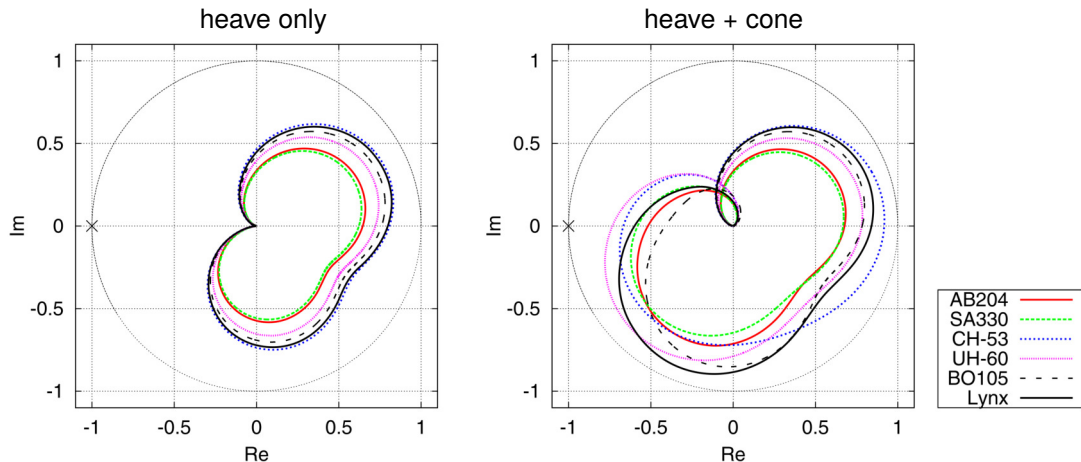 heave only
1
0.5
0
-0.5
-1
Im
-1 -0.5 0 0.5 1
Re
heave + cone
1
0.5
0
-0.5
-1
Im
-1 -0.5 0 0.5 1
Re
AB204
SA330
CH-53
UH-60
BO105
Lynx